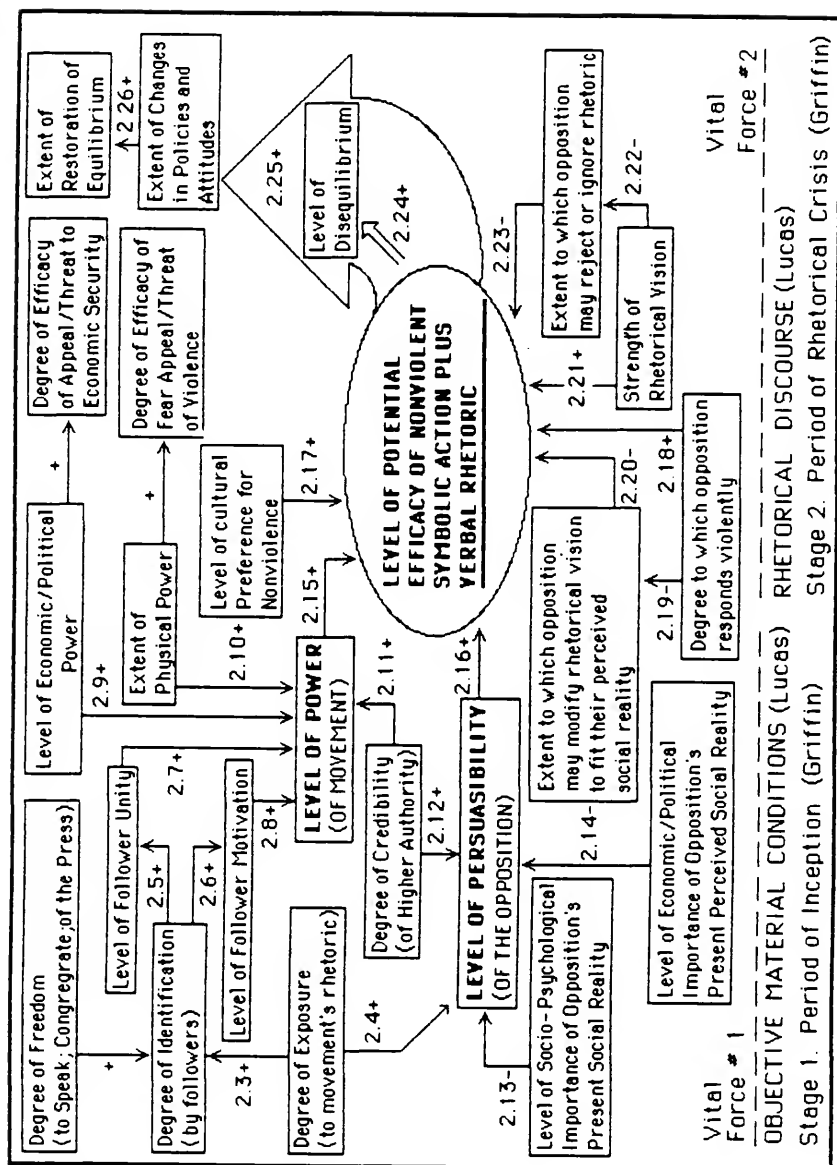 Degree of Freedom
(to Speak; Congregrate;of the Press)
+
Level of Follower Unity
2.5+
Degree of Identification
(by followers)
2.6+
Level of Follower Motivation
2.3+
Degree of Exposure
(to movement's rhetoric)
2.4+
2.7+
2.8+
Level of Economic/Political
Power
2.9+
+
Degree of Efficacy
of Appeal/Threat to
Economic Security
Extent of
Physical Power
2.10+
+
Degree of Efficacy of
Fear Appeal/Threat
of Violence
Level of cultural
Preference for
Nonviolence
2.17+
LEVEL OF POWER
(OF MOVEMENT)
2.15+
2.11+
Degree of Credibility
(of Higher Authority)
2.12+
LEVEL OF PERSUASIBILITY
(OF THE OPPOSITION)
2.16+
2.13-
Level of Socio-Psychological
Importance of Opposition's
Present Social Reality
2.14-
Level of Economic/Political
Importance of Opposition's
Present Perceived Social Reality
LEVEL OF POTENTIAL
EFFICACY OF NONVIOLENT
SYMBOLIC ACTION PLUS
VERBAL RHETORIC
2.24+
Level of
Disequilibrium
2.25+
Extent of Changes
in Policies and
Attitudes
2.26+
Extent of
Restoration of
Equilibrium
Extent to which opposition
may modify rhetorical vision
to fit their perceived
social reality
2.20-
2.18+
2.19-
Degree to which opposition
responds violently
2.21+
Strength of
Rhetorical Vision
2.22-
Extent to which opposition
may reject or ignore rhetoric
2.23-
Vital
Force # 1
OBJECTIVE MATERIAL CONDITIONS (Lucas)
Stage 1. Period of Inception (Griffin)
Vital
Force #2
RHETORICAL DISCOURSE (Lucas)
Stage 2. Period of Rhetorical Crisis (Griffin)